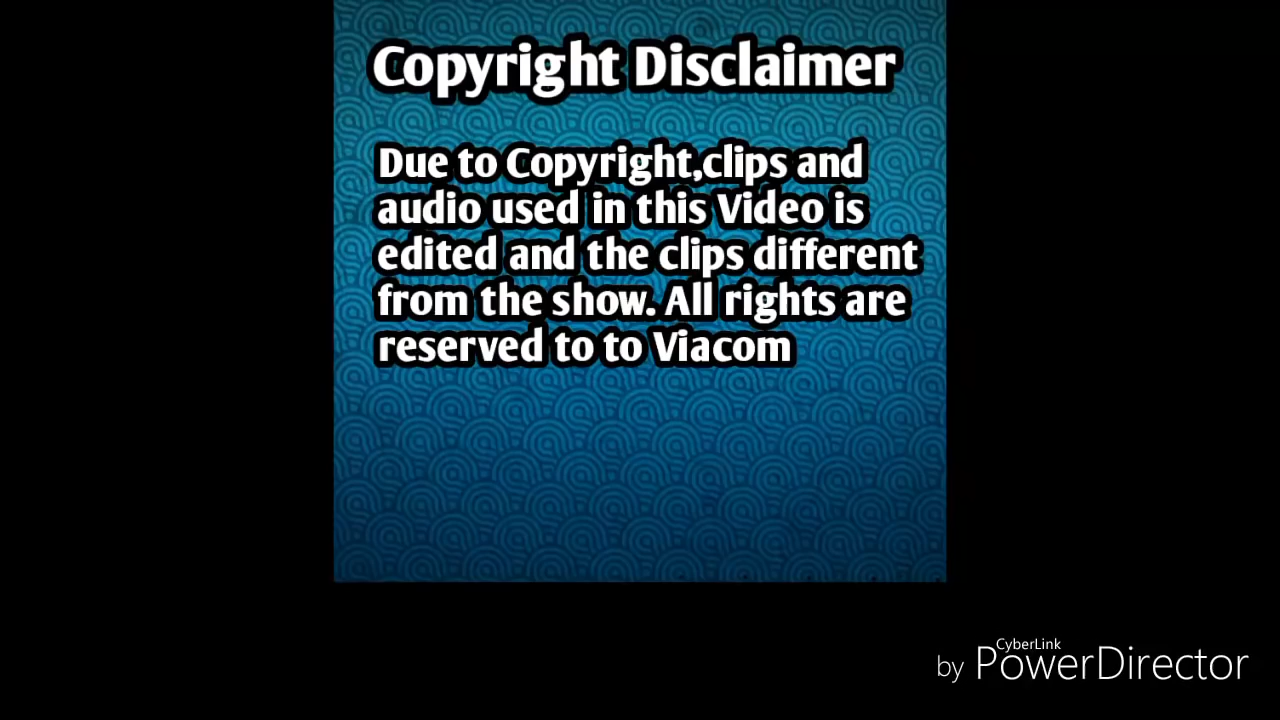 Copyright Disclaimer
Due to Copyright,clips and
audio used in this Video is
edited and the clips different
from the show. All rights are
reserved to to Viacom
CyberLink
by PowerDirector